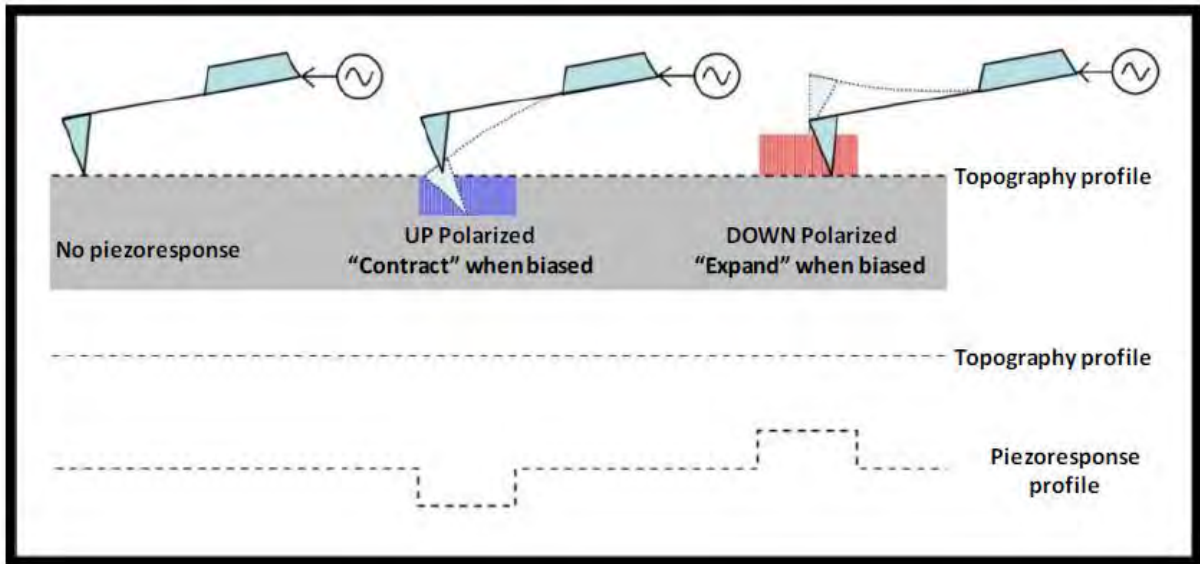 Topography profile
No piezoresponse
UP Polarized
“Contract” when biased
DOWN Polarized
“Expand” when biased
Topography profile
Piezoresponse
profile